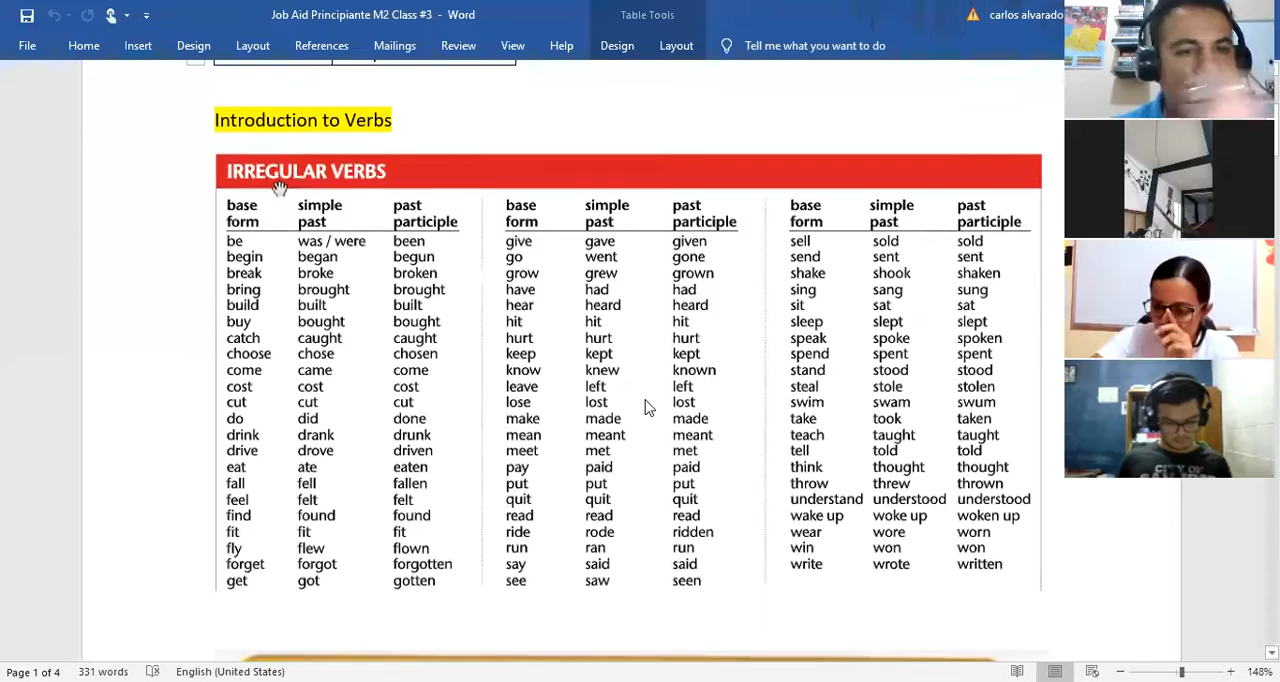 Job Aid Principiante M2 Class #3 - Word
Table Tools
carlos alvarado
File Home Insert Design Layout References Mailings Review View Help Design Layout Tell me what you want to do
Introduction to Verbs
IRREGULAR VERBS
base form simple past past participle base form simple past past participle base form simple past past participle
be was / were been give gave given sell sold sold
begin began begun go went gone send sent sent
break broke broken grow grew grown shake shook shaken
bring brought brought have had had sing sang sung
build built built hear heard heard sit sat sat
buy bought bought hit hit hit sleep slept slept
catch caught caught hurt hurt hurt speak spoke spoken
choose chose chosen keep kept kept spend spent spent
come came come know knew known stand stood stood
cost cost cost leave left left steal stole stolen
cut cut cut lose lost lost swim swam swum
do did done make made made take took taken
drink drank drunk mean meant meant teach taught taught
drive drove driven meet met met tell told told
eat ate eaten pay paid paid think thought thought
fall fell fallen put put put throw threw thrown
feel felt felt quit quit quit understand understood understood
find found found read read read wake up woke up woken up
fit fit fit ride rode ridden wear wore worn
fly flew flown run ran run win won won
forget forgot forgotten say said said write wrote written
get got gotten see saw seen
CITY OF
Page 1 of 4 331 words English (United States) 148%